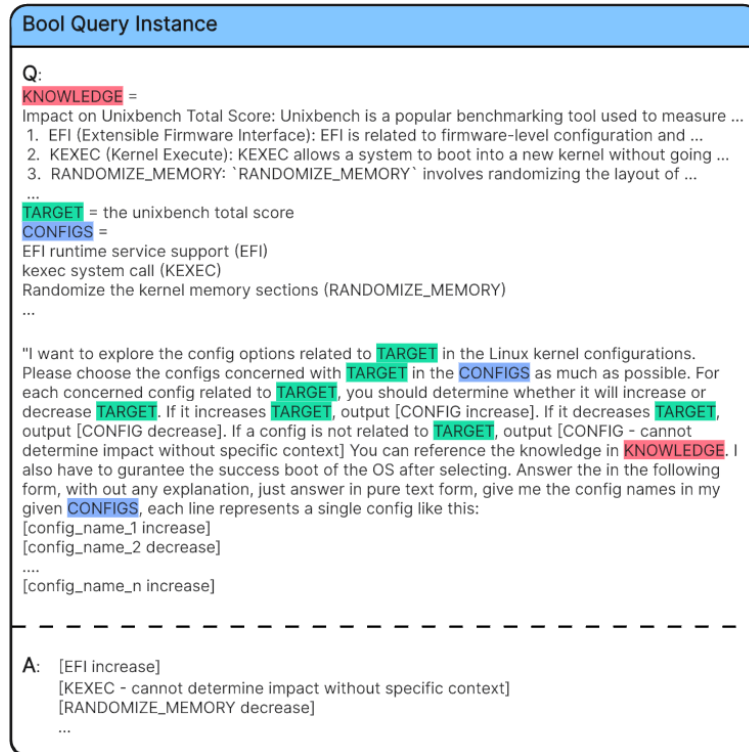 Bool Query Instance
Q:
KNOWLEDGE =
Impact on Unixbench Total Score: Unixbench is a popular benchmarking tool used to measure ...
1. EFI (Extensible Firmware Interface): EFI is related to firmware-level configuration and ...
2. KEXEC (Kernel Execute): KEXEC allows a system to boot into a new kernel without going ...
3. RANDOMIZE_MEMORY: `RANDOMIZE_MEMORY` involves randomizing the layout of ...
...
TARGET = the unixbench total score
CONFIGS =
EFI runtime service support (EFI)
kexec system call (KEXEC)
Randomize the kernel memory sections (RANDOMIZE_MEMORY)
...
"I want to explore the config options related to TARGET in the Linux kernel configurations.
Please choose the configs concerned with TARGET in the CONFIGS as much as possible. For
each concerned config related to TARGET, you should determine whether it will increase or
decrease TARGET. If it increases TARGET, output [CONFIG increase]. If it decreases TARGET,
output [CONFIG decrease]. If a config is not related to TARGET, output [CONFIG - cannot
determine impact without specific context] You can reference the knowledge in KNOWLEDGE. I
also have to gurantee the success boot of the OS after selecting. Answer the in the following
form, with out any explanation, just answer in pure text form, give me the config names in my
given CONFIGS, each line represents a single config like this:
[config_name_1 increase]
[config_name_2 decrease]
....
[config_name_n increase]
A: [EFI increase]
[KEXEC - cannot determine impact without specific context]
[RANDOMIZE_MEMORY decrease]
...